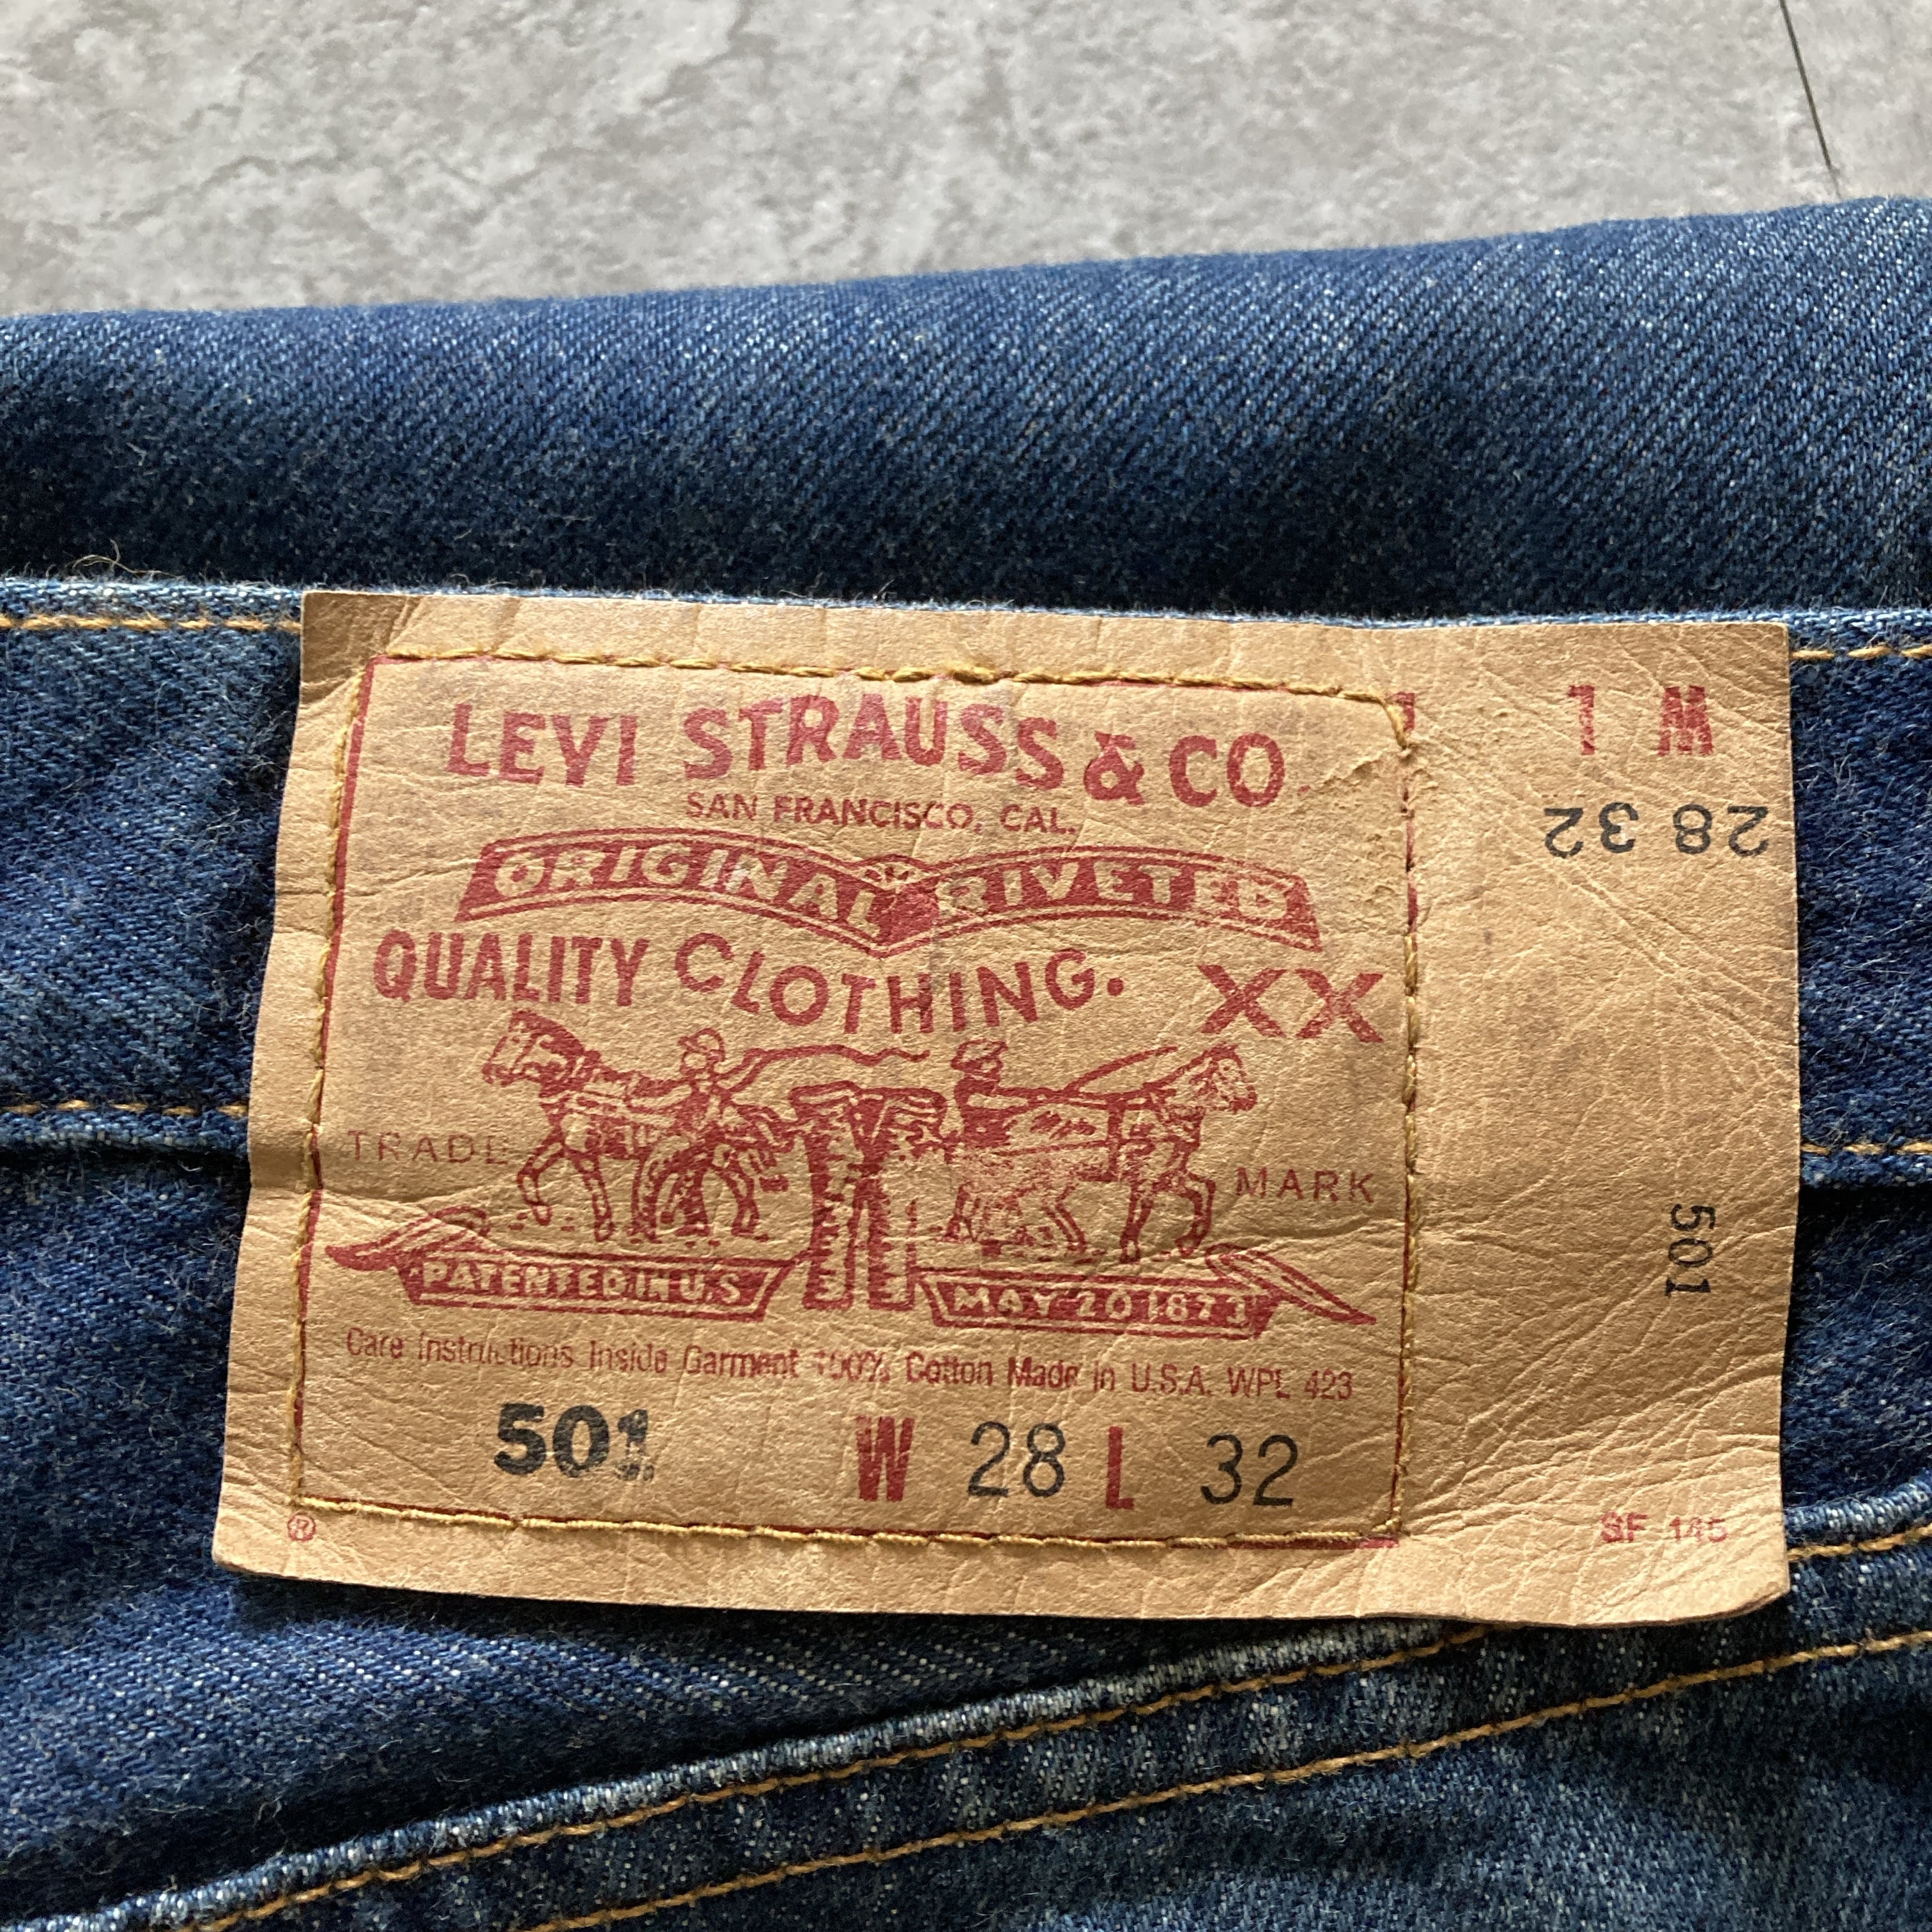 LEVI STRAUSS & CO.
SAN FRANCISCO, CAL.
ORIGINAL RIVETED
QUALITY CLOTHING. XX
TRADE MARK
PATENTED IN U.S. MAY 20 1873
Care Instructions Inside Garment 100% Cotton Made in U.S.A. WPL 423
501 W 28 L 32
®
W L
28 32
501
SF 145